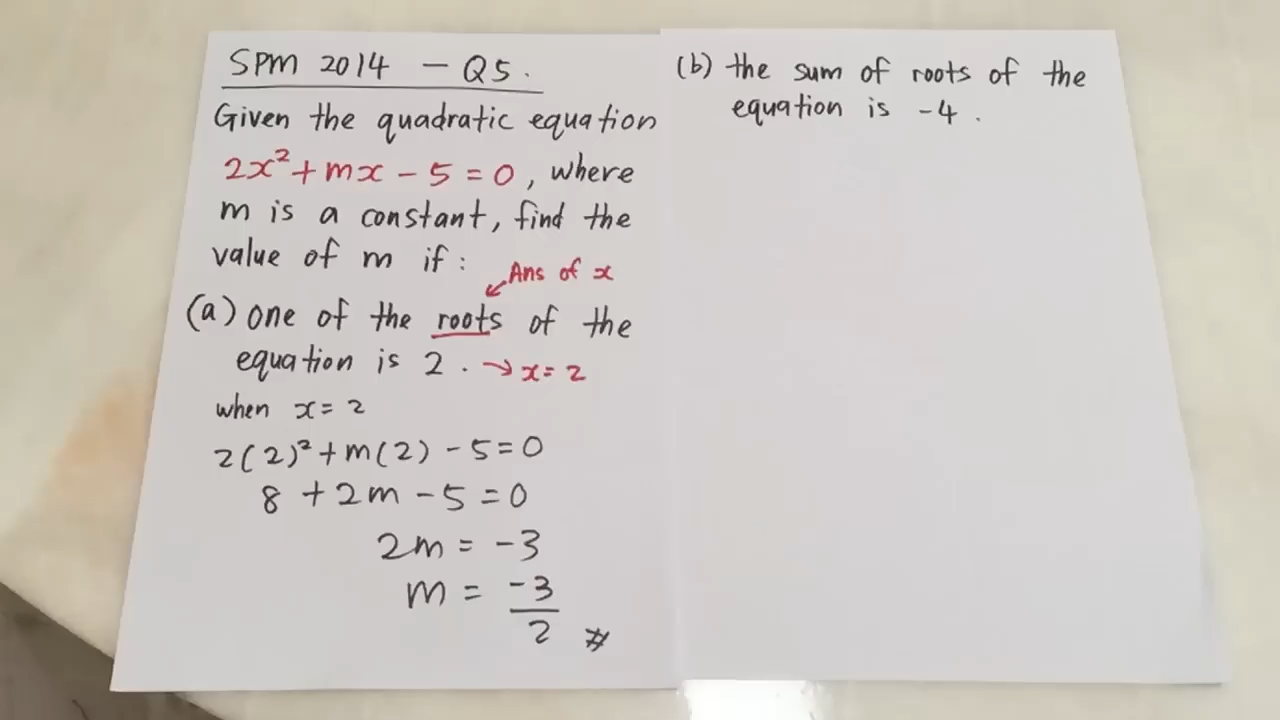 SPM 2014 - Q5.
Given the quadratic equation
2x² + mx - 5 = 0, where
m is a constant, find the
value of m if :
Ans of x
(a) one of the roots of the
equation is 2. → x = 2
when x = 2
2(2)² + m(2) - 5 = 0
8 + 2m - 5 = 0
2m = -3
m = -3
2 #
(b) the sum of roots of the
equation is -4.